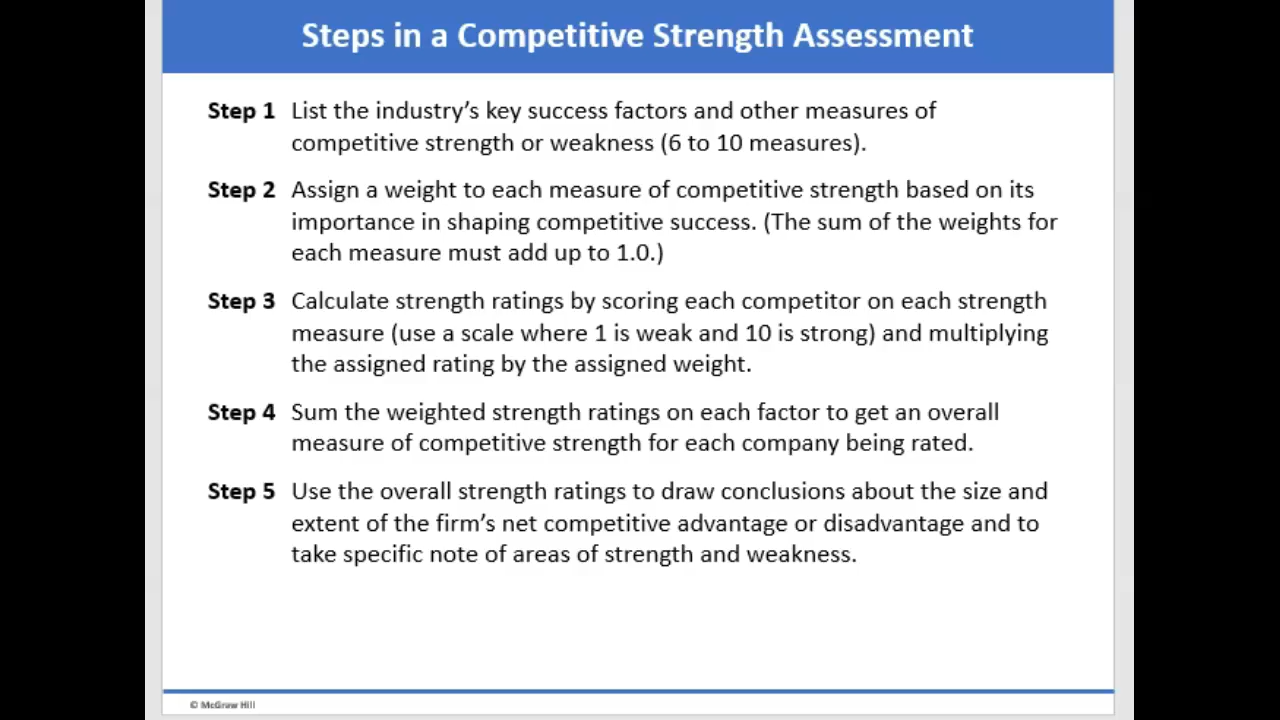 Steps in a Competitive Strength Assessment
Step 1 List the industry's key success factors and other measures of
competitive strength or weakness (6 to 10 measures).
Step 2 Assign a weight to each measure of competitive strength based on its
importance in shaping competitive success. (The sum of the weights for
each measure must add up to 1.0.)
Step 3 Calculate strength ratings by scoring each competitor on each strength
measure (use a scale where 1 is weak and 10 is strong) and multiplying
the assigned rating by the assigned weight.
Step 4 Sum the weighted strength ratings on each factor to get an overall
measure of competitive strength for each company being rated.
Step 5 Use the overall strength ratings to draw conclusions about the size and
extent of the firm's net competitive advantage or disadvantage and to
take specific note of areas of strength and weakness.
© McGraw Hill